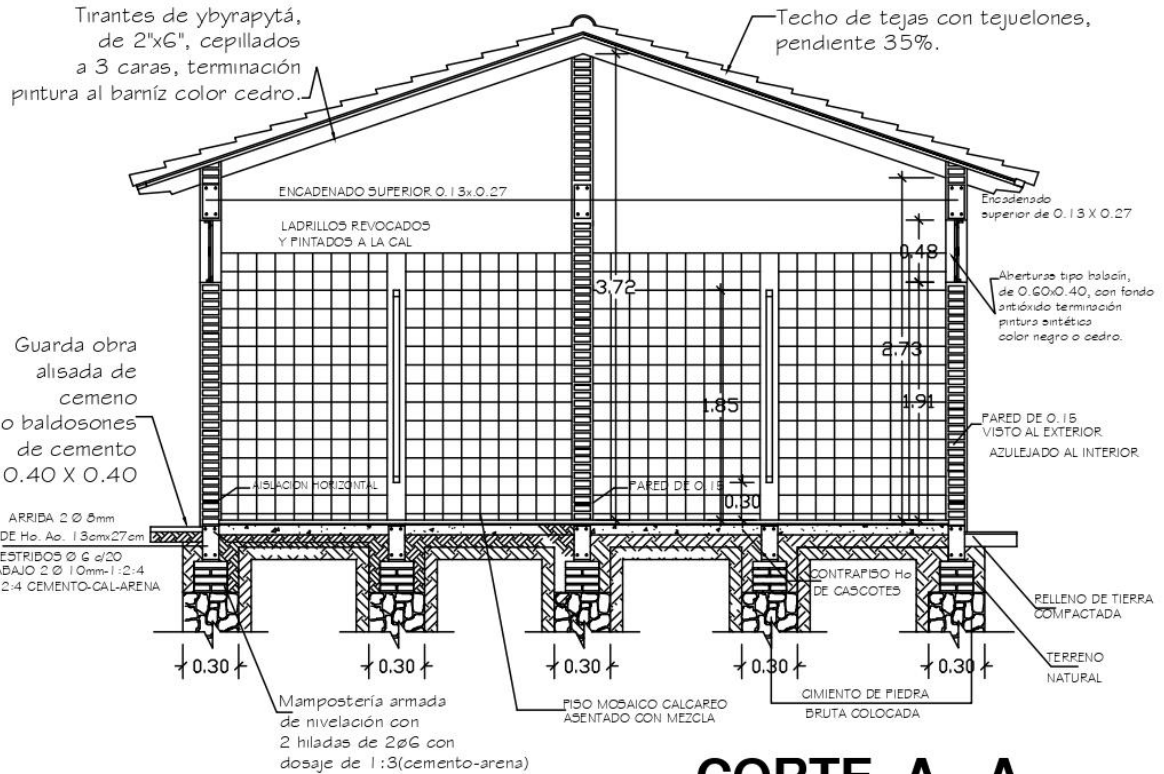 Tirantes de ybyrapytá,
de 2"x6", cepillados
a 3 caras, terminación
pintura al barníz color cedro.
Techo de tejas con tejuelones,
pendiente 35%.
ENCADENADO SUPERIOR 0.13x0.27
LADRILLOS REVOCADOS
Y PINTADOS A LA CAL
Encadenado
superior de 0.13 X 0.27
0.48
3.72
Aberturas tipo balacín,
de 0.60x0.40, con fondo
antióxido terminación
pintura sintética
color negro o cedro.
2.73
1.85
1.91
Guarda obra
alisada de
cemeno
o baldosones
de cemento
0.40 X 0.40
PARED DE 0.15
VISTO AL EXTERIOR
AZULEJADO AL INTERIOR
AISLACION HORIZONTAL
PARED DE 0.15
0.30
ARRIBA 2 Ø 8mm
DE Ho. Ao. 13cmx27cm
ESTRIBOS Ø 6 c/20
ABAJO 2 Ø 10mm-1:2:4
2:4 CEMENTO-CAL-ARENA
CONTRAPISO Ho
DE CASCOTES
RELLENO DE TIERRA
COMPACTADA
TERRENO
NATURAL
0.30
0.30
0.30
0.30
0.30
Mampostería armada
de nivelación con
2 hiladas de 2ø6 con
dosaje de 1:3(cemento-arena)
PISO MOSAICO CALCAREO
ASENTADO CON MEZCLA
CIMIENTO DE PIEDRA
BRUTA COLOCADA
CORTE A A